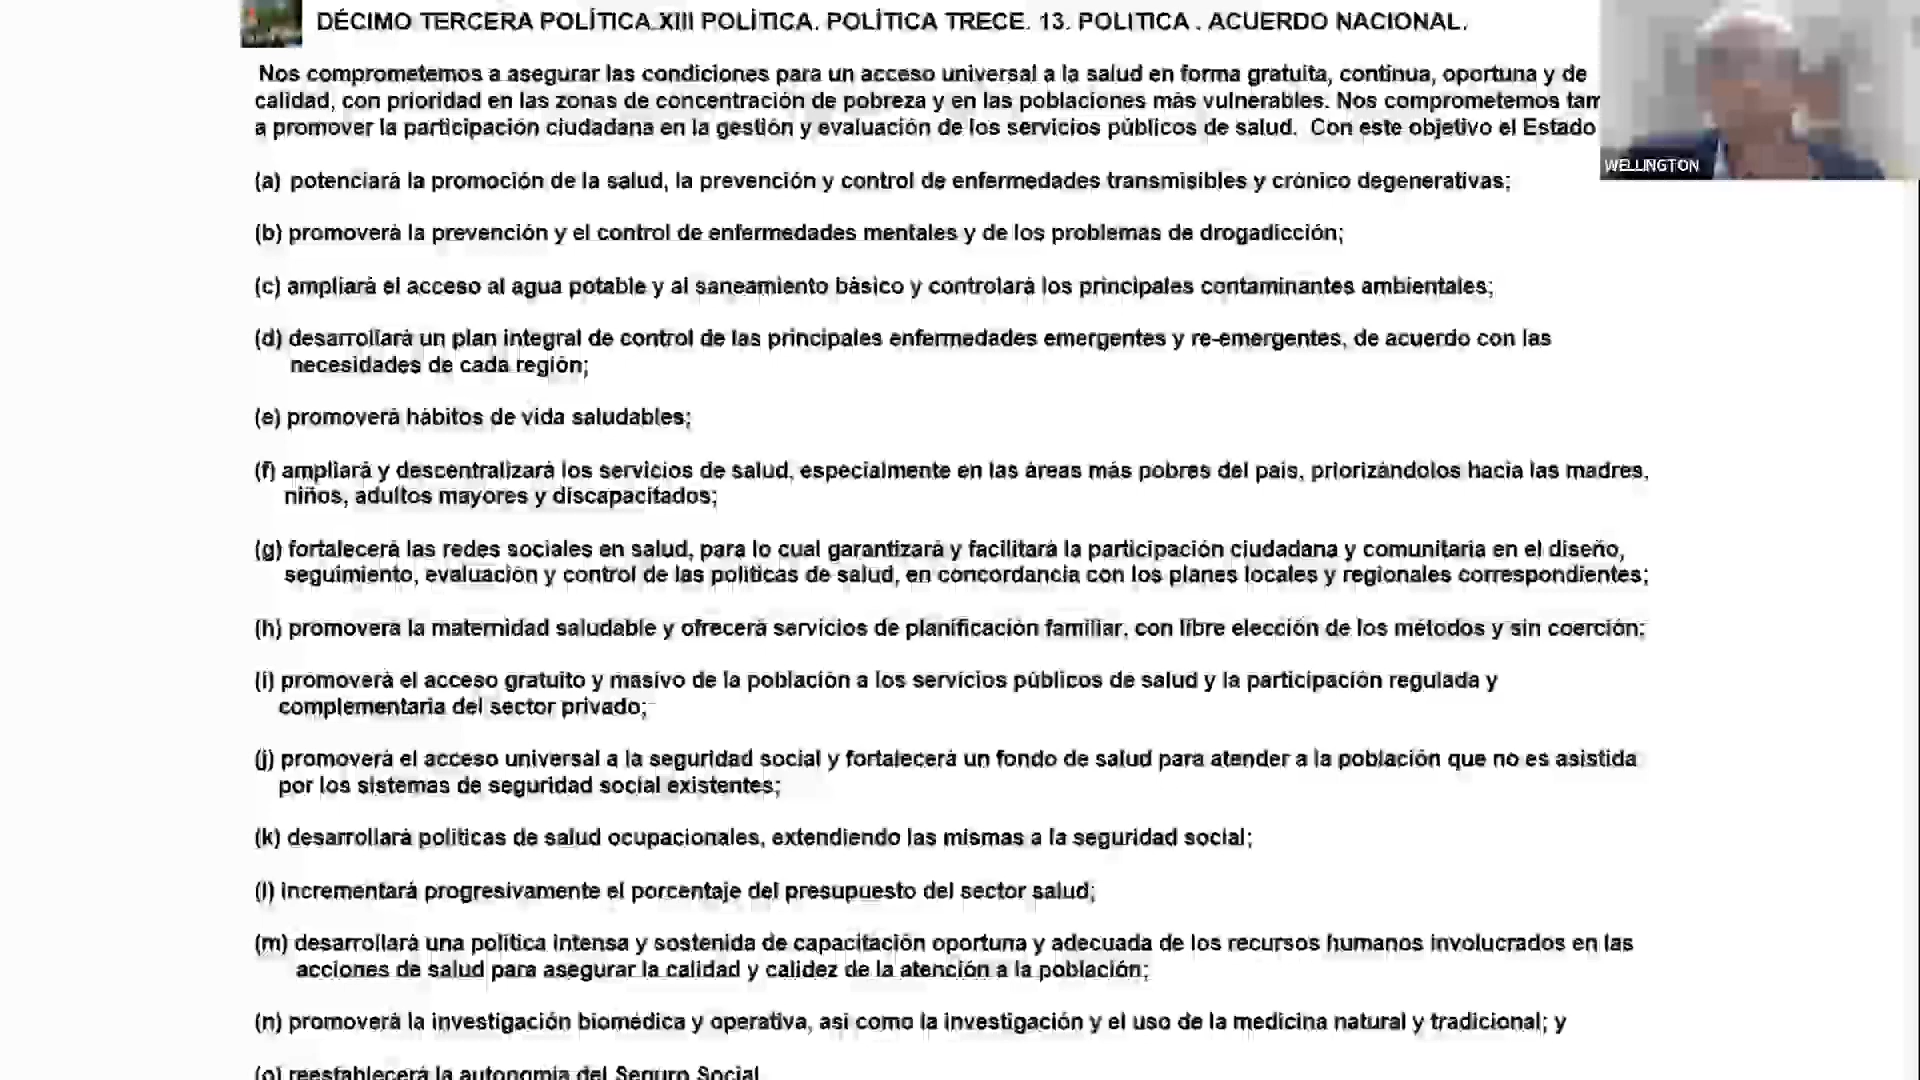 DÉCIMO TERCERA POLÍTICA.XIII POLÍTICA. POLÍTICA TRECE. 13. POLITICA . ACUERDO NACIONAL.
Nos comprometemos a asegurar las condiciones para un acceso universal a la salud en forma gratuita, continua, oportuna y de
calidad, con prioridad en las zonas de concentración de pobreza y en las poblaciones más vulnerables. Nos comprometemos tam
a promover la participación ciudadana en la gestión y evaluación de los servicios públicos de salud. Con este objetivo el Estado
WELLINGTON
(a) potenciará la promoción de la salud, la prevención y control de enfermedades transmisibles y crónico degenerativas;
(b) promoverá la prevención y el control de enfermedades mentales y de los problemas de drogadicción;
(c) ampliará el acceso al agua potable y al saneamiento básico y controlará los principales contaminantes ambientales;
(d) desarrollará un plan integral de control de las principales enfermedades emergentes y re-emergentes, de acuerdo con las
necesidades de cada región;
(e) promoverá hábitos de vida saludables;
(f) ampliará y descentralizará los servicios de salud, especialmente en las áreas más pobres del país, priorizándolos hacia las madres,
niños, adultos mayores y discapacitados;
(g) fortalecerá las redes sociales en salud, para lo cual garantizará y facilitará la participación ciudadana y comunitaria en el diseño,
seguimiento, evaluación y control de las políticas de salud, en concordancia con los planes locales y regionales correspondientes;
(h) promoverá la maternidad saludable y ofrecerá servicios de planificación familiar, con libre elección de los métodos y sin coerción;
(i) promoverá el acceso gratuito y masivo de la población a los servicios públicos de salud y la participación regulada y
complementaria del sector privado;
(j) promoverá el acceso universal a la seguridad social y fortalecerá un fondo de salud para atender a la población que no es asistida
por los sistemas de seguridad social existentes;
(k) desarrollará políticas de salud ocupacionales, extendiendo las mismas a la seguridad social;
(l) incrementará progresivamente el porcentaje del presupuesto del sector salud;
(m) desarrollará una política intensa y sostenida de capacitación oportuna y adecuada de los recursos humanos involucrados en las
acciones de salud para asegurar la calidad y calidez de la atención a la población;
(n) promoverá la investigación biomédica y operativa, así como la investigación y el uso de la medicina natural y tradicional; y
(o) reestablecerá la autonomía del Seguro Social.